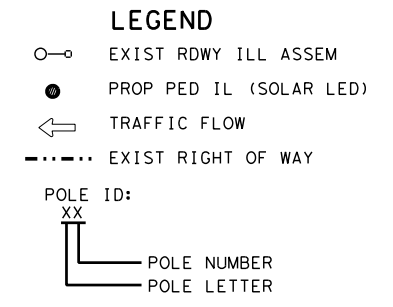 LEGEND
EXIST RDWY ILL ASSEM
PROP PED IL (SOLAR LED)
TRAFFIC FLOW
EXIST RIGHT OF WAY
POLE ID:
XX
POLE NUMBER
POLE LETTER